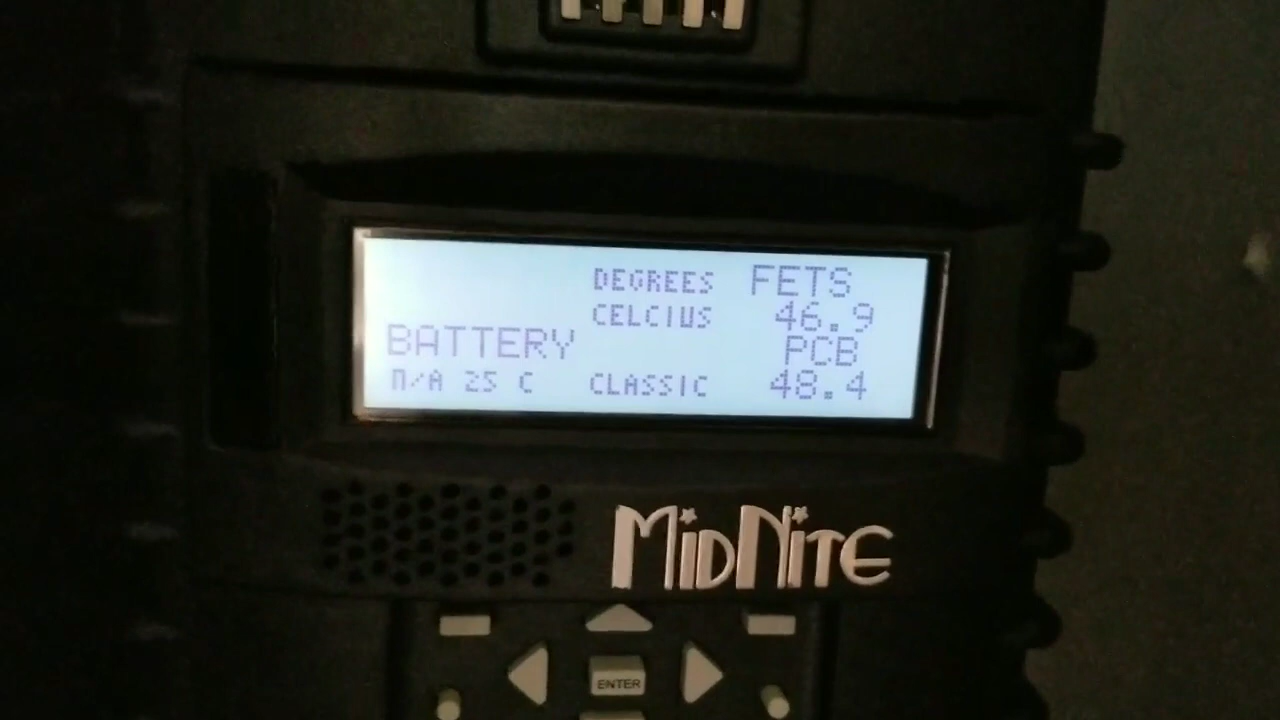 DEGREES FETS
CELCIUS 46.9
BATTERY PCB
n/A 25 C CLASSIC 48.4
MIDNITE
ENTER